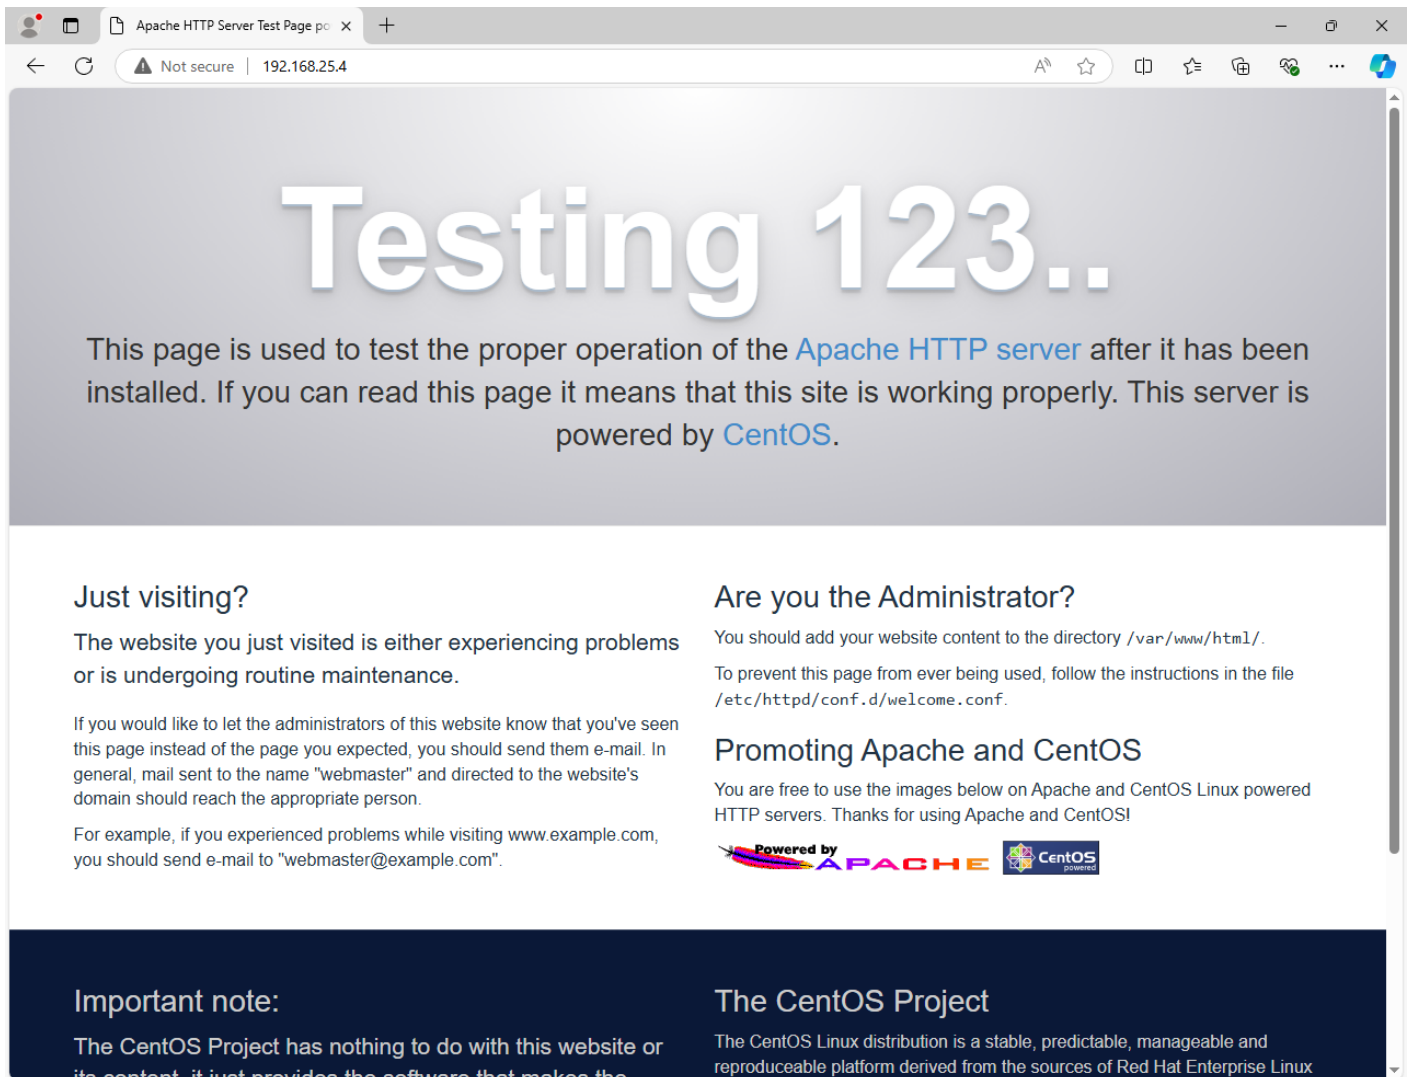 Apache HTTP Server Test Page po
Not secure
192.168.25.4
Testing 123..
This page is used to test the proper operation of the Apache HTTP server after it has been
installed. If you can read this page it means that this site is working properly. This server is
powered by CentOS.
Just visiting?
The website you just visited is either experiencing problems
or is undergoing routine maintenance.
If you would like to let the administrators of this website know that you've seen
this page instead of the page you expected, you should send them e-mail. In
general, mail sent to the name "webmaster" and directed to the website's
domain should reach the appropriate person.
For example, if you experienced problems while visiting www.example.com,
you should send e-mail to "webmaster@example.com".
Are you the Administrator?
You should add your website content to the directory /var/www/html/.
To prevent this page from ever being used, follow the instructions in the file
/etc/httpd/conf.d/welcome.conf.
Promoting Apache and CentOS
You are free to use the images below on Apache and CentOS Linux powered
HTTP servers. Thanks for using Apache and CentOS!
Powered by
APACHE
CentOS
powered
Important note:
The CentOS Project has nothing to do with this website or
its content, it just provides the software that makes the
The CentOS Project
The CentOS Linux distribution is a stable, predictable, manageable and
reproduceable platform derived from the sources of Red Hat Enterprise Linux